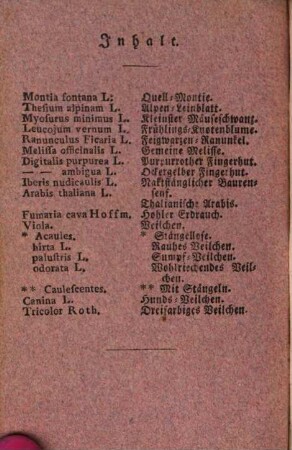 Inhalt.
Montia fontana L: Quell-Montie.
Thesium alpinum L. Alpen-Leinblatt.
Myosurus minimus L. Kleinster Mäuseschwanz.
Leucojum vernum L. Frühlings-Knotenblume.
Ranunculus Ficaria L. Feigwarzen-Ranunkel.
Melissa officinalis L. Gemeine Melisse.
Digitalis purpurea L. Purpurrother Fingerhut.
— — ambigua L. Ockergelber Fingerhut.
Iberis nudicaulis L. Nacktstänglicher Bauren-
senf.
Arabis thaliana L. Thalianische Arabis.
Fumaria cava Hoffm. Hohler Erdrauch.
Viola. Veilchen.
* Acaules. * Stängellose.
hirta L. Rauhes Veilchen.
palustris L. Sumpf-Veilchen.
odorata L. Wohlriechendes Veil-
chen.
** Caulescentes. ** Mit Stängeln.
Canina L. Hunds-Veilchen.
Tricolor Roth. Dreifarbiges Veilchen.